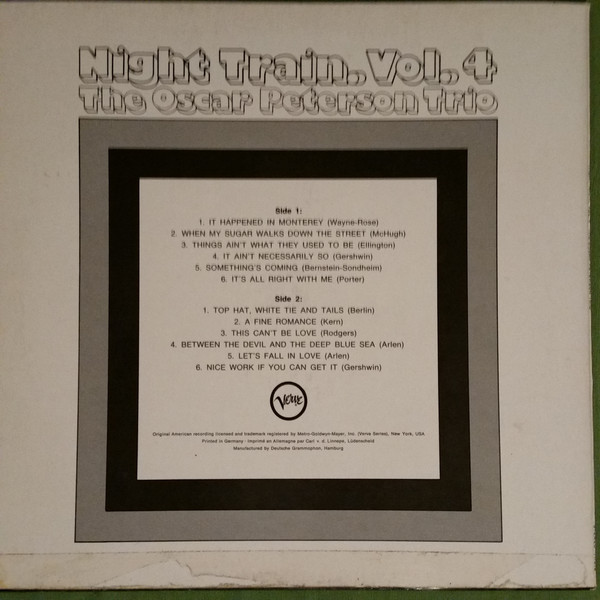 Night Train, Vol. 4
The Oscar Peterson Trio
Side 1:
1. IT HAPPENED IN MONTEREY (Wayne-Rose)
2. WHEN MY SUGAR WALKS DOWN THE STREET (McHugh)
3. THINGS AIN'T WHAT THEY USED TO BE (Ellington)
4. IT AIN'T NECESSARILY SO (Gershwin)
5. SOMETHING'S COMING (Bernstein-Sondheim)
6. IT'S ALL RIGHT WITH ME (Porter)
Side 2:
1. TOP HAT, WHITE TIE AND TAILS (Berlin)
2. A FINE ROMANCE (Kern)
3. THIS CAN'T BE LOVE (Rodgers)
4. BETWEEN THE DEVIL AND THE DEEP BLUE SEA (Arlen)
5. LET'S FALL IN LOVE (Arlen)
6. NICE WORK IF YOU CAN GET IT (Gershwin)
Verve
Original American recording licensed and trademark registered by Metro-Goldwyn-Mayer, Inc. (Verve Series), New York, USA
Printed in Germany · Imprimé en Allemagne par Carl v. d. Linnepe, Lüdenscheid
Manufactured by Deutsche Grammophon, Hamburg